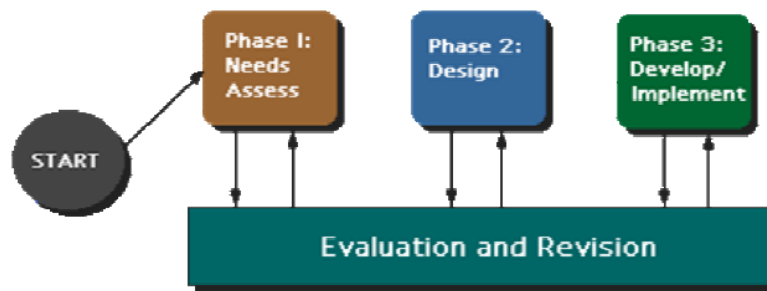 Phase 1:
Needs
Assess
Phase 2:
Design
Phase 3:
Develop/
Implement
START
Evaluation and Revision